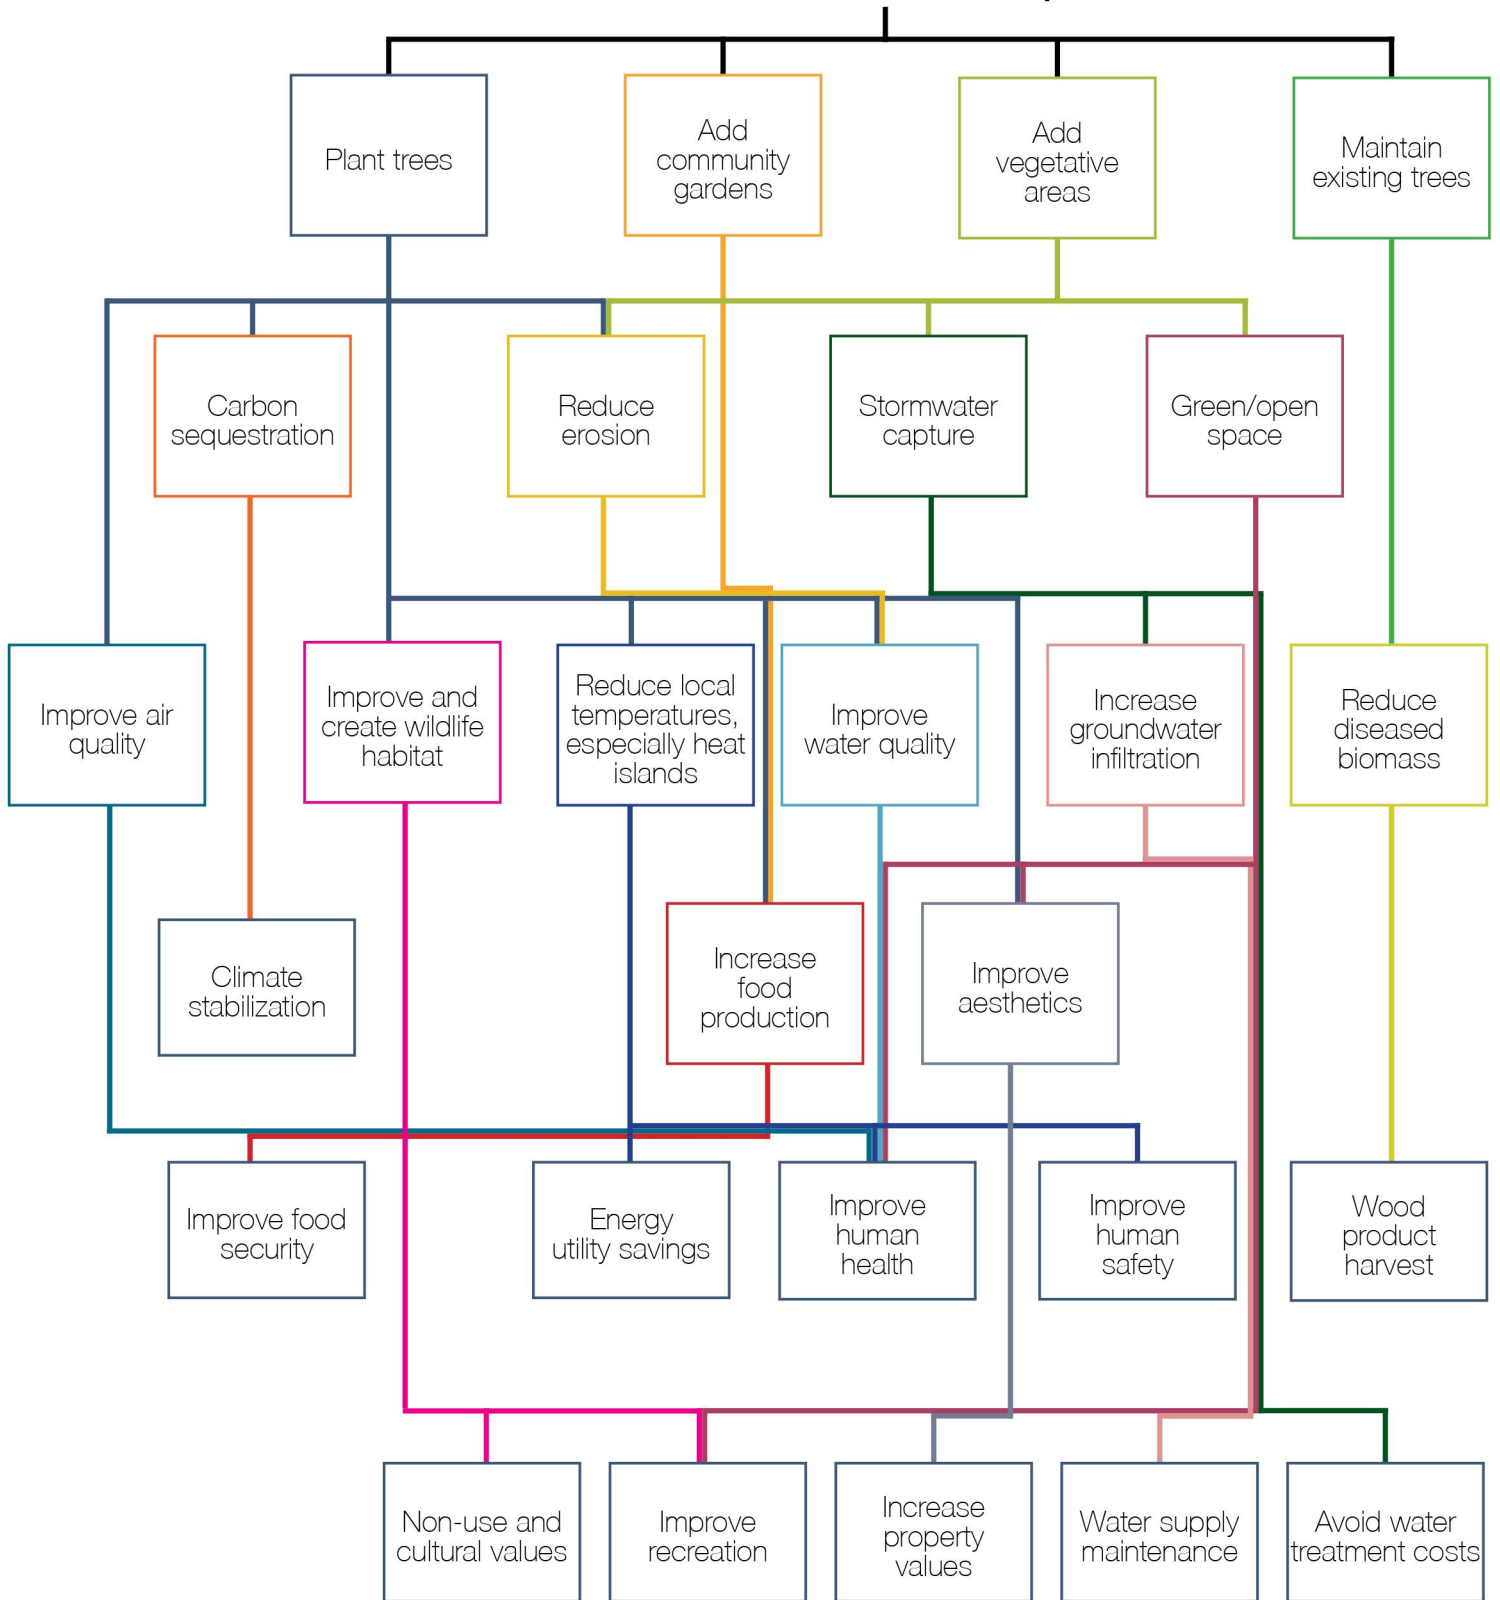 Plant trees
Add
community
gardens
Add
vegetative
areas
Maintain
existing trees
Carbon
sequestration
Reduce
erosion
Stormwater
capture
Green/open
space
Improve air
quality
Improve and
create wildlife
habitat
Reduce local
temperatures,
especially heat
islands
Improve
water quality
Increase
groundwater
infiltration
Reduce
diseased
biomass
Climate
stabilization
Increase
food
production
Improve
aesthetics
Improve food
security
Energy
utility savings
Improve
human
health
Improve
human
safety
Wood
product
harvest
Non-use and
cultural values
Improve
recreation
Increase
property
values
Water supply
maintenance
Avoid water
treatment costs